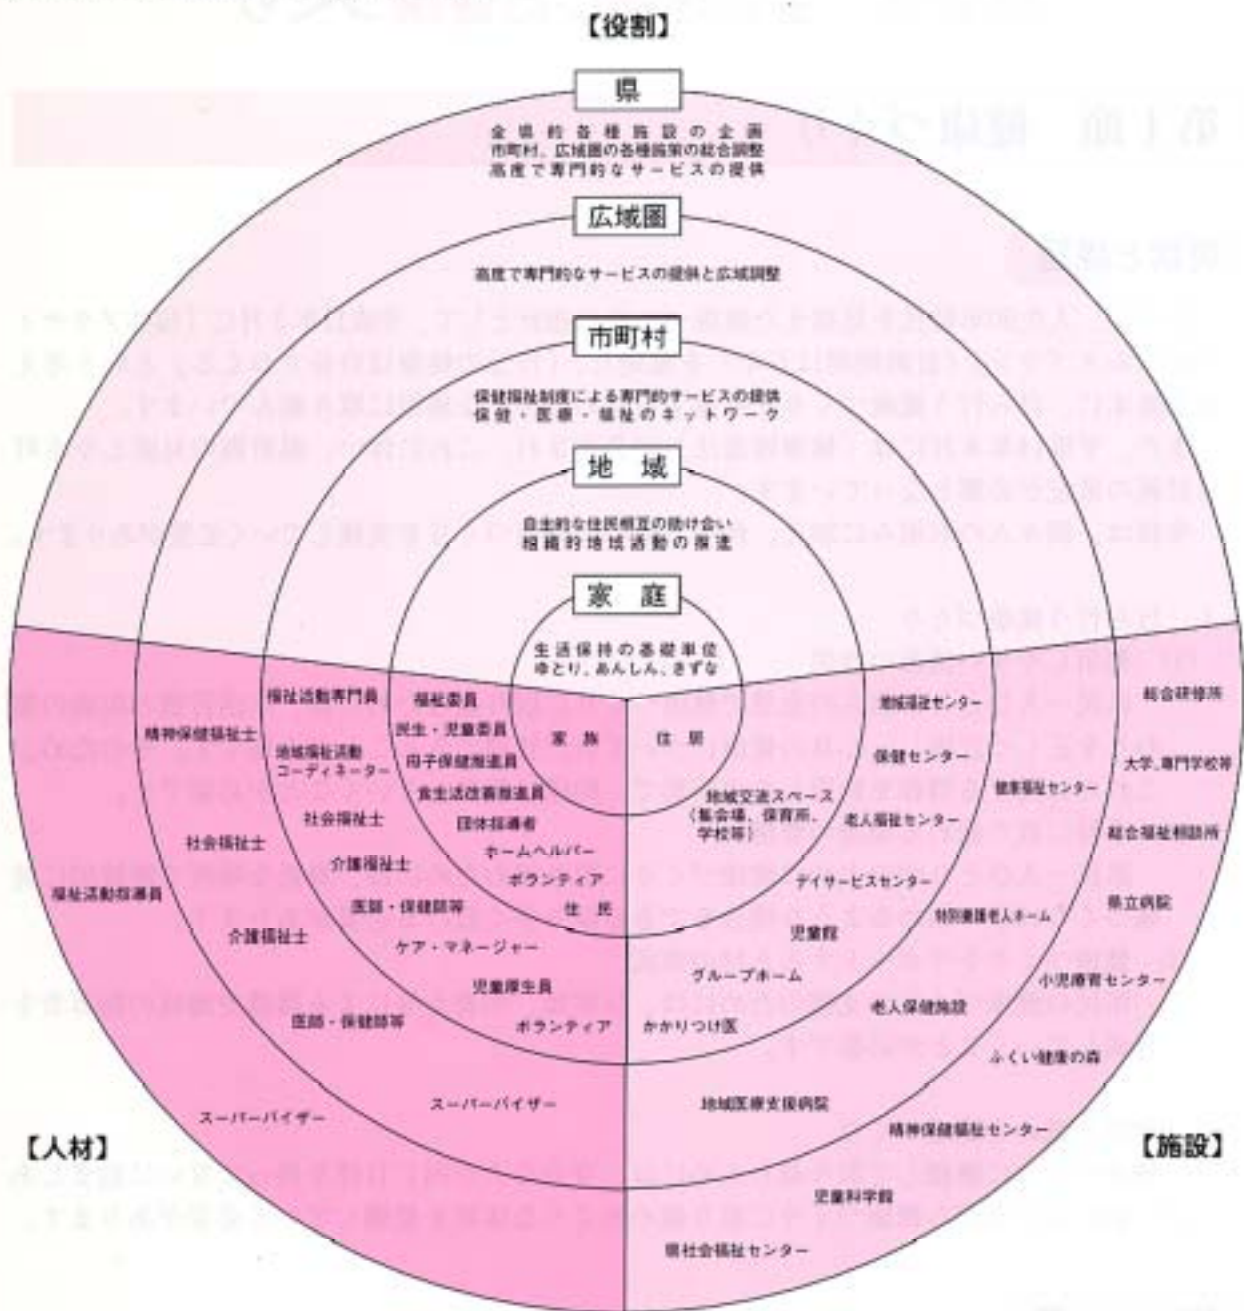 【役割】
県
全県的各種施設の企画
市町村、広域圏の各種施策の総合調整
高度で専門的なサービスの提供
広域圏
高度で専門的なサービスの提供と広域調整
市町村
保健福祉制度による専門的サービスの提供
保健・医療・福祉のネットワーク
地域
自主的な住民相互の助け合い
組織的地域活動の推進
家庭
生活保持の基礎単位
ゆとり、あんしん、きずな
家族
住居
【人材】
福祉委員
民生・児童委員
母子保健推進員
食生活改善推進員
団体指導者
ホームヘルパー
ボランティア
住民
福祉活動専門員
地域福祉活動
コーディネーター
社会福祉士
介護福祉士
医師・保健師等
ケア・マネージャー
児童厚生員
ボランティア
精神保健福祉士
社会福祉士
介護福祉士
医師・保健師等
スーパーバイザー
福祉活動指導員
スーパーバイザー
【施設】
地域交流スペース
(集会場、保育所、
学校等)
地域福祉センター
保健センター
老人福祉センター
デイサービスセンター
児童館
グループホーム
かかりつけ医
健康福祉センター
特別養護老人ホーム
老人保健施設
地域医療支援病院
総合研修所
大学、専門学校等
総合福祉相談所
県立病院
小児療育センター
ふくい健康の森
精神保健福祉センター
児童科学館
県社会福祉センター